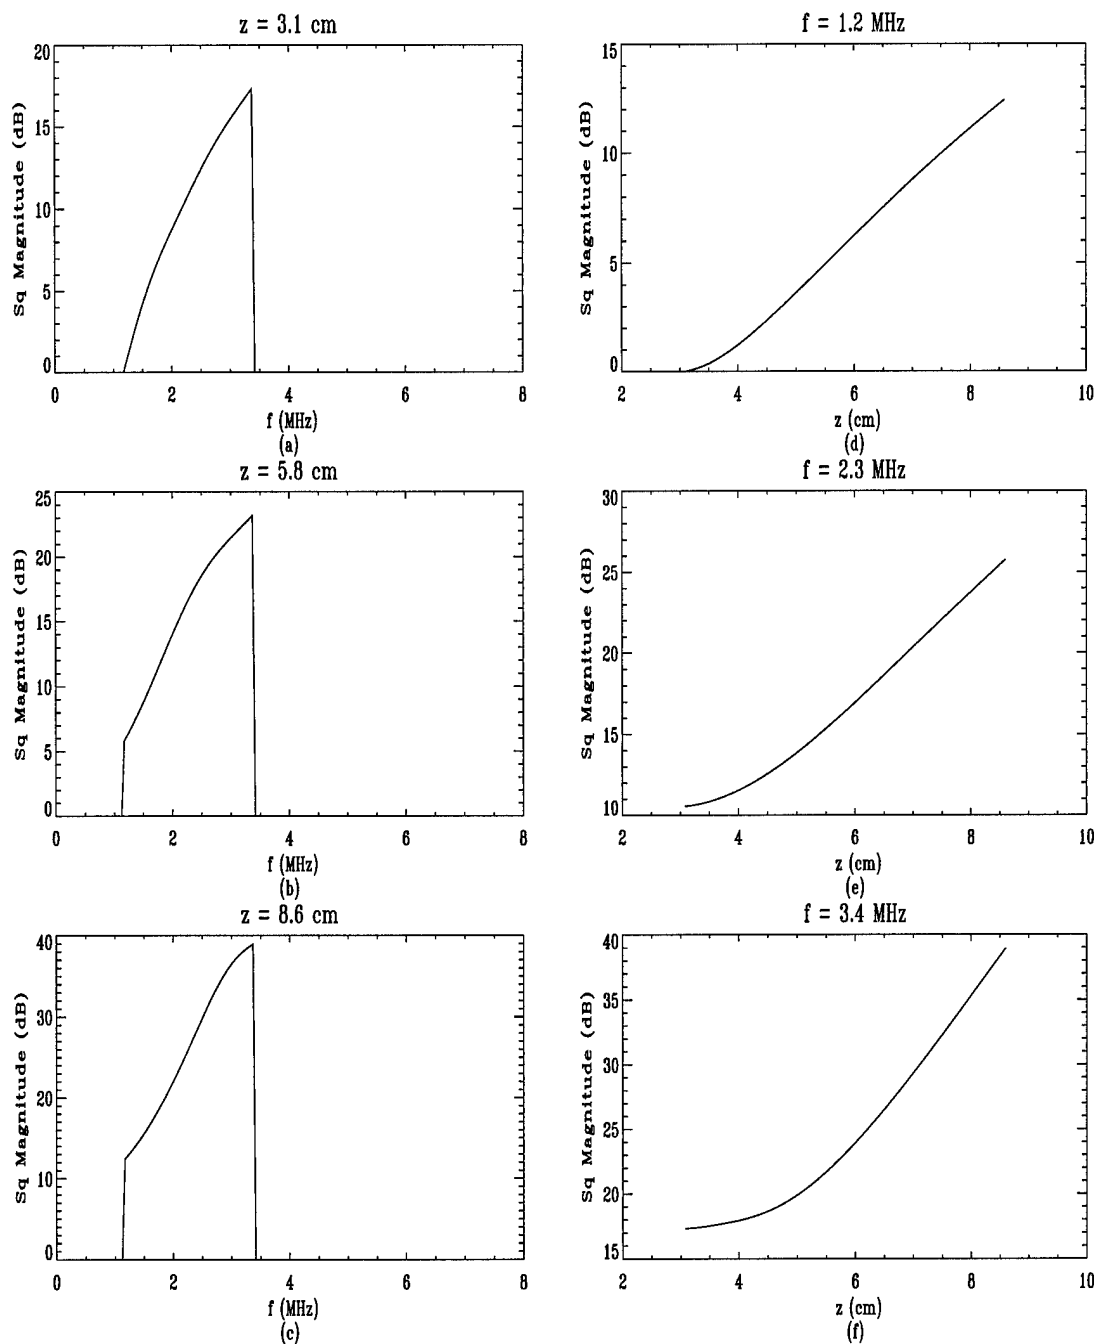 z = 3.1 cm
20
15
10
5
0
Sq Magnitude (dB)
0 2 4 6 8
f (MHz)
(a)
f = 1.2 MHz
15
10
5
0
Sq Magnitude (dB)
2 4 6 8 10
z (cm)
(d)
z = 5.8 cm
25
20
15
10
5
0
Sq Magnitude (dB)
0 2 4 6 8
f (MHz)
(b)
f = 2.3 MHz
30
25
20
15
10
Sq Magnitude (dB)
2 4 6 8 10
z (cm)
(e)
z = 8.6 cm
40
30
20
10
0
Sq Magnitude (dB)
0 2 4 6 8
f (MHz)
(c)
f = 3.4 MHz
40
35
30
25
20
15
Sq Magnitude (dB)
2 4 6 8 10
z (cm)
(f)